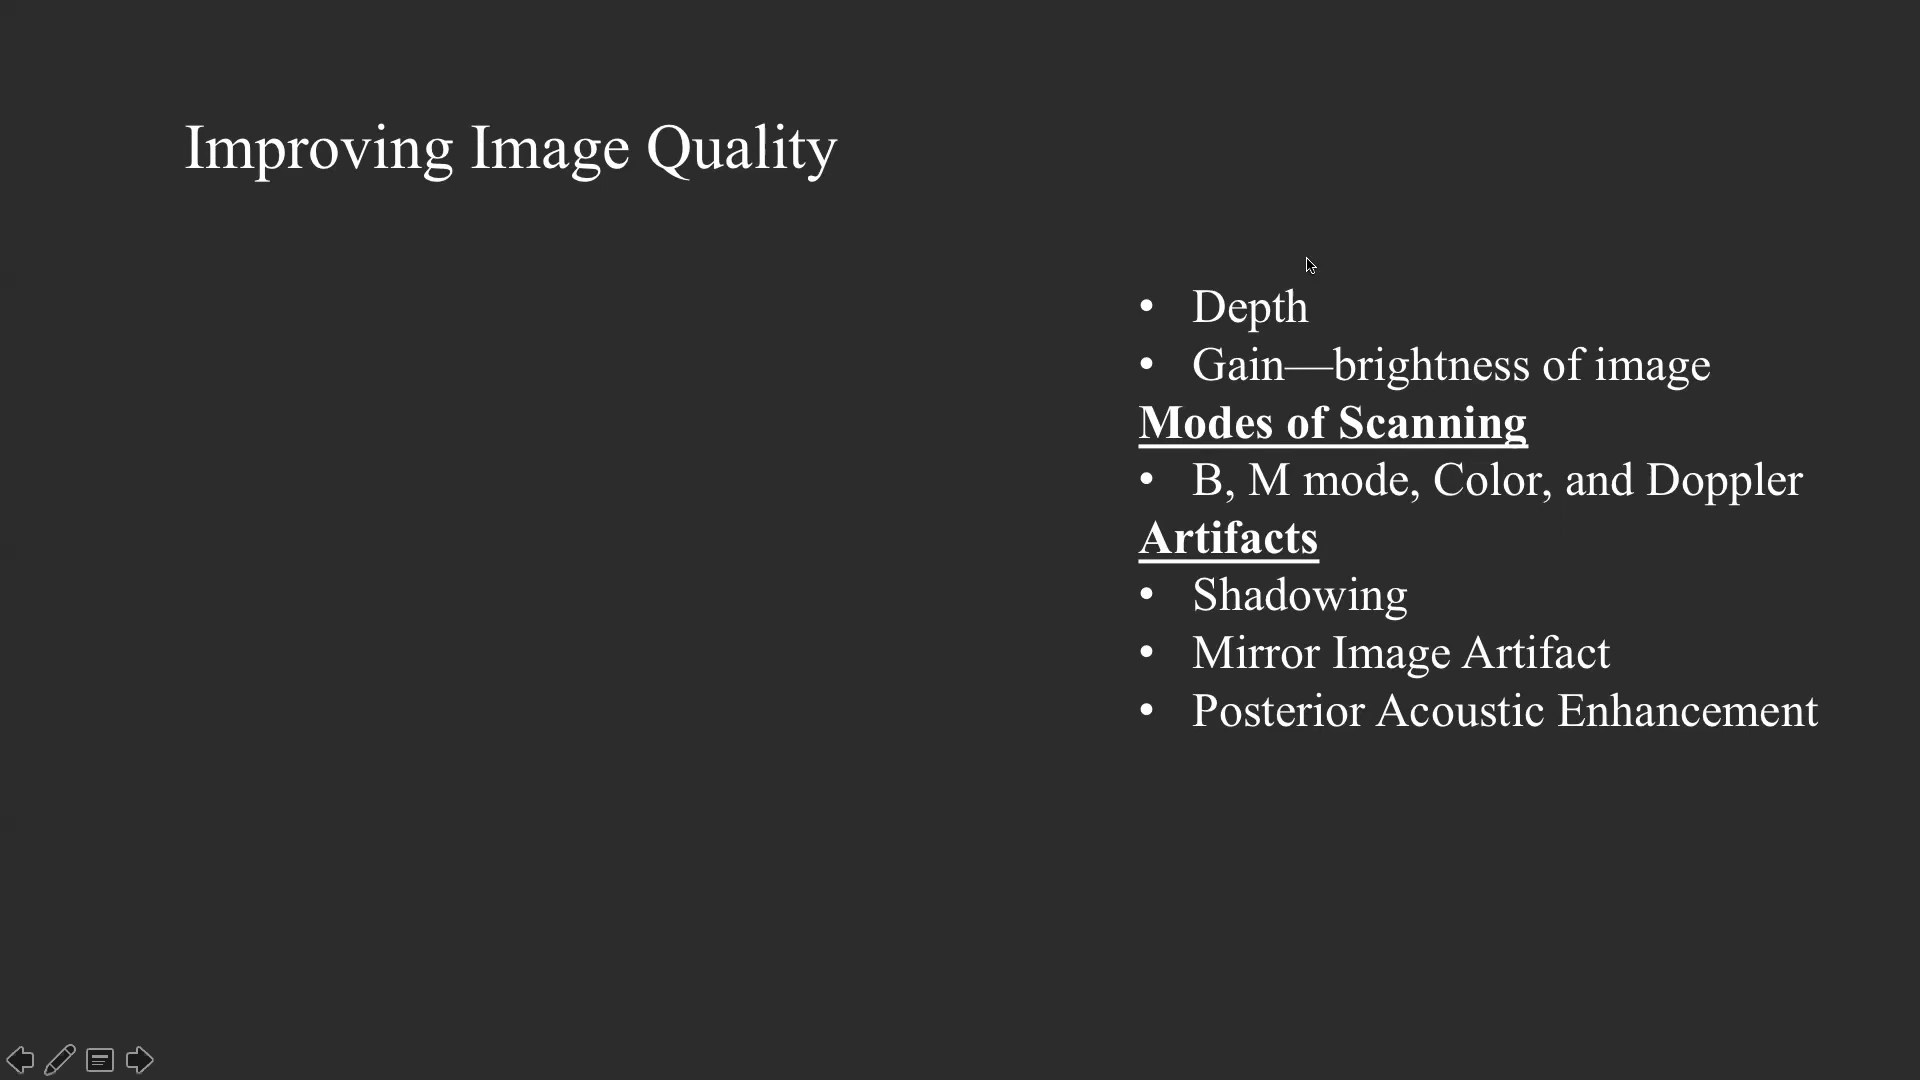 Improving Image Quality
• Depth
• Gain—brightness of image
Modes of Scanning
• B, M mode, Color, and Doppler
Artifacts
• Shadowing
• Mirror Image Artifact
• Posterior Acoustic Enhancement